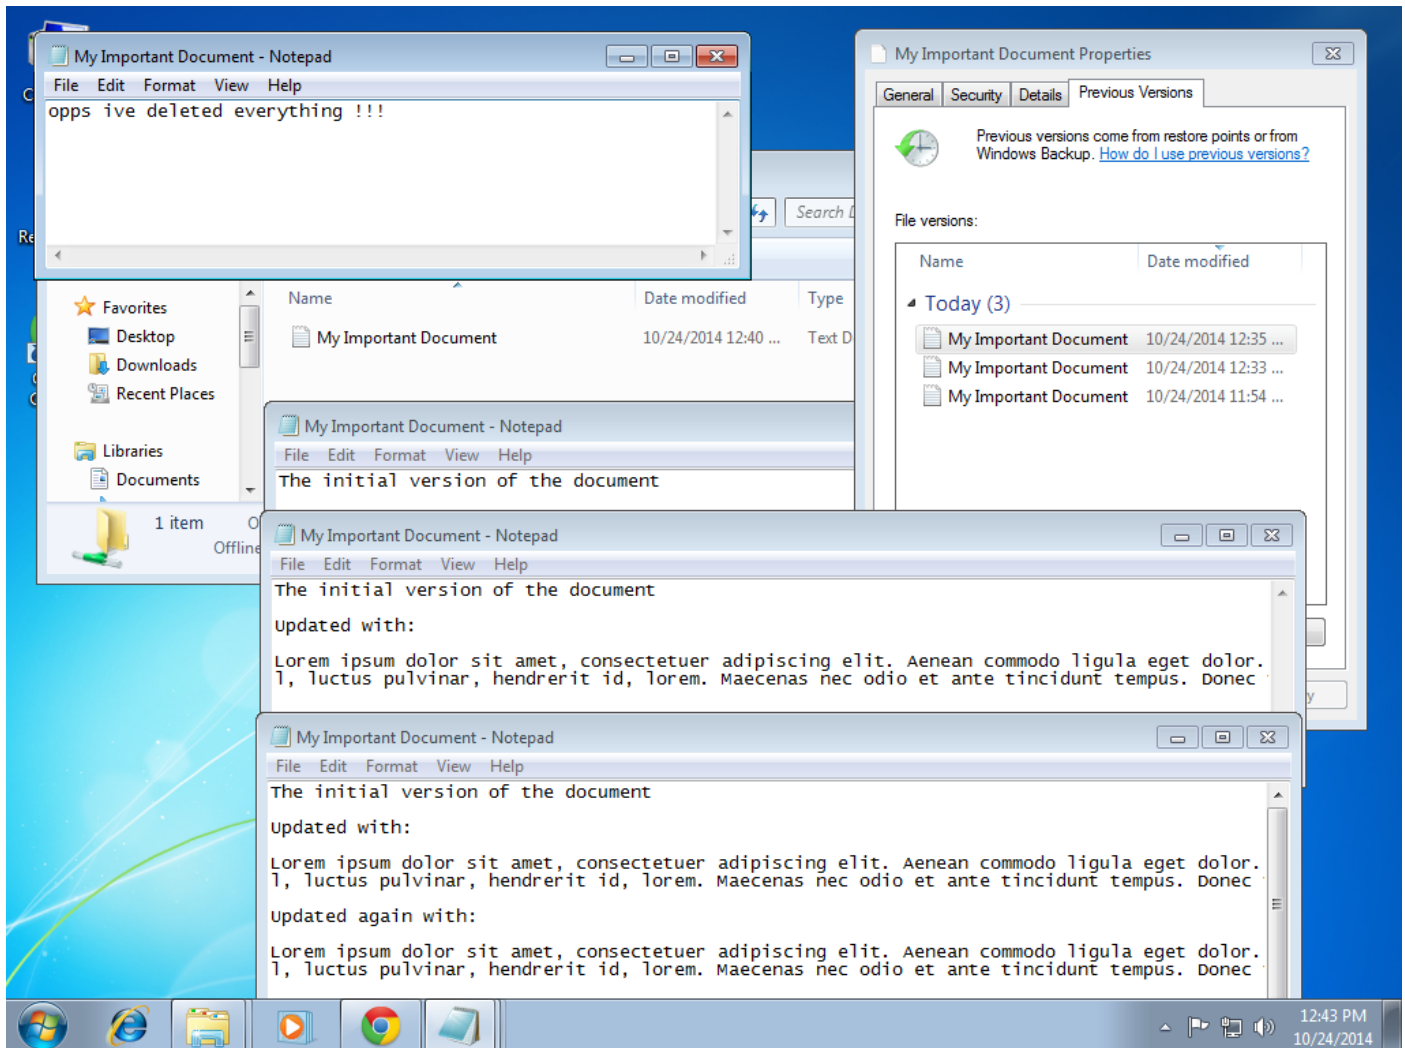 My Important Document - Notepad
File Edit Format View Help
opps ive deleted everything !!!
My Important Document Properties
General Security Details Previous Versions
Previous versions come from restore points or from
Windows Backup. How do I use previous versions?
File versions:
Name Date modified
Today (3)
My Important Document 10/24/2014 12:35 ...
My Important Document 10/24/2014 12:33 ...
My Important Document 10/24/2014 11:54 ...
Search
Favorites
Desktop
Downloads
Recent Places
Libraries
Documents
Name Date modified Type
My Important Document 10/24/2014 12:40 ... Text D
1 item
Offline
My Important Document - Notepad
File Edit Format View Help
The initial version of the document
My Important Document - Notepad
File Edit Format View Help
The initial version of the document
Updated with:
Lorem ipsum dolor sit amet, consectetuer adipiscing elit. Aenean commodo ligula eget dolor.
l, luctus pulvinar, hendrerit id, lorem. Maecenas nec odio et ante tincidunt tempus. Donec
My Important Document - Notepad
File Edit Format View Help
The initial version of the document
Updated with:
Lorem ipsum dolor sit amet, consectetuer adipiscing elit. Aenean commodo ligula eget dolor.
l, luctus pulvinar, hendrerit id, lorem. Maecenas nec odio et ante tincidunt tempus. Donec
Updated again with:
Lorem ipsum dolor sit amet, consectetuer adipiscing elit. Aenean commodo ligula eget dolor.
l, luctus pulvinar, hendrerit id, lorem. Maecenas nec odio et ante tincidunt tempus. Donec
12:43 PM
10/24/2014